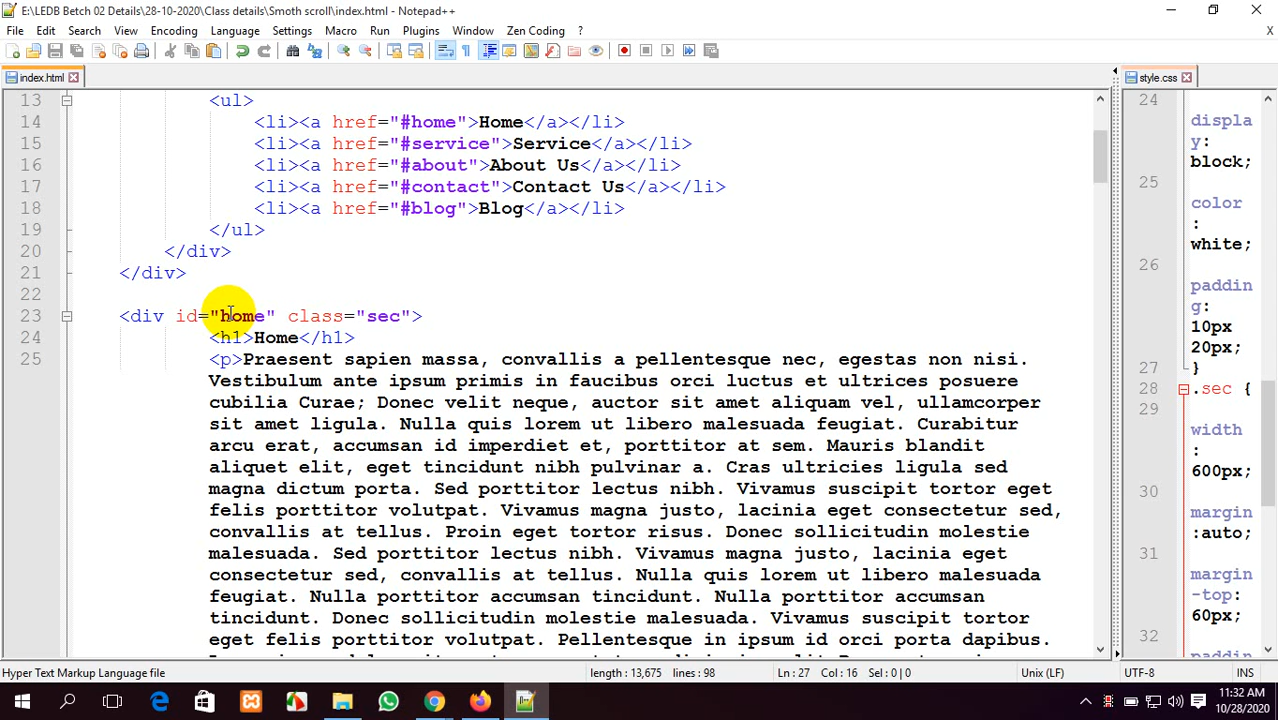 E:\LEDB Betch 02 Details\28-10-2020\Class details\Smoth scroll\index.html - Notepad++
File Edit Search View Encoding Language Settings Macro Run Plugins Window Zen Coding ? X
index.html
style.css
13 <ul>
14 <li><a href="#home">Home</a></li>
15 <li><a href="#service">Service</a></li>
16 <li><a href="#about">About Us</a></li>
17 <li><a href="#contact">Contact Us</a></li>
18 <li><a href="#blog">Blog</a></li>
19 </ul>
20 </div>
21 </div>
22
23 <div id="home" class="sec">
24 <h1>Home</h1>
25 <p>Praesent sapien massa, convallis a pellentesque nec, egestas non nisi.
Vestibulum ante ipsum primis in faucibus orci luctus et ultrices posuere
cubilia Curae; Donec velit neque, auctor sit amet aliquam vel, ullamcorper
sit amet ligula. Nulla quis lorem ut libero malesuada feugiat. Curabitur
arcu erat, accumsan id imperdiet et, porttitor at sem. Mauris blandit
aliquet elit, eget tincidunt nibh pulvinar a. Cras ultricies ligula sed
magna dictum porta. Sed porttitor lectus nibh. Vivamus suscipit tortor eget
felis porttitor volutpat. Vivamus magna justo, lacinia eget consectetur sed,
convallis at tellus. Proin eget tortor risus. Donec sollicitudin molestie
malesuada. Sed porttitor lectus nibh. Vivamus magna justo, lacinia eget
consectetur sed, convallis at tellus. Nulla quis lorem ut libero malesuada
feugiat. Nulla porttitor accumsan tincidunt. Nulla porttitor accumsan
tincidunt. Donec sollicitudin molestie malesuada. Vivamus suscipit tortor
eget felis porttitor volutpat. Pellentesque in ipsum id orci porta dapibus.
24
displa
y:
block;
25
color
:
white;
26
paddin
g:
10px
20px;
27 }
28 .sec {
29
width
:
600px;
30
margin
:auto;
31
margin
-top:
60px;
32
paddin
Hyper Text Markup Language file length : 13,675 lines : 98 Ln : 27 Col : 16 Sel : 0 | 0 Unix (LF) UTF-8 INS
11:32 AM
10/28/2020